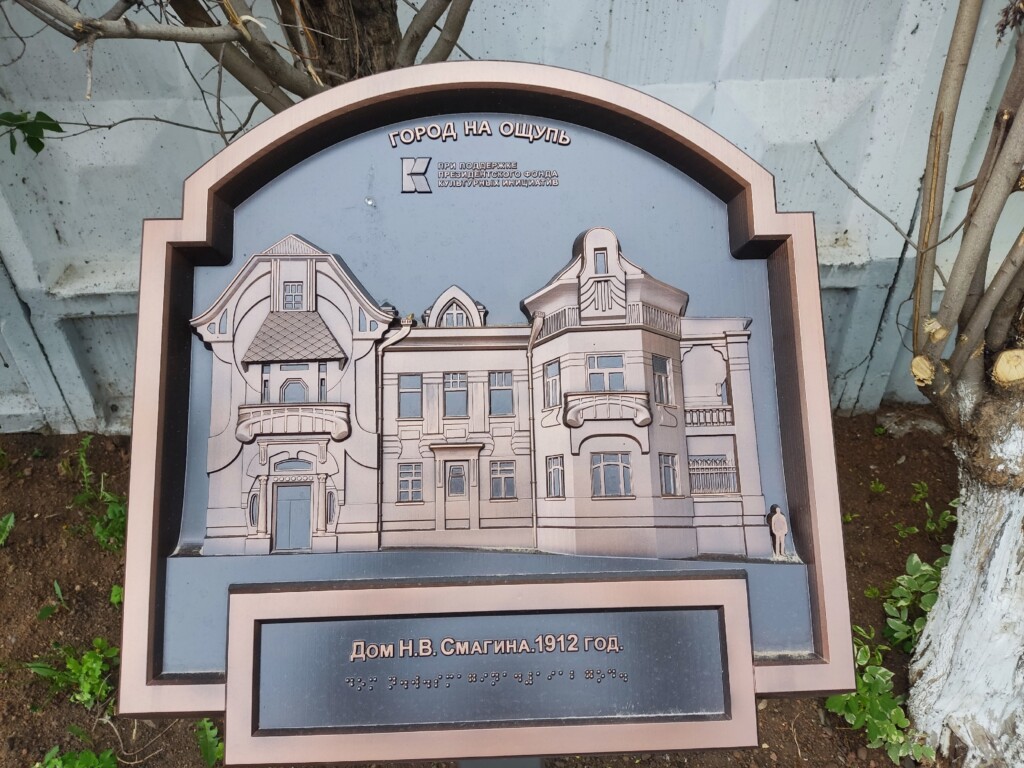 ГОРОД НА ОЩУПЬ
ПРИ ПОДДЕРЖКЕ
ПРЕЗИДЕНТСКОГО ФОНДА
КУЛЬТУРНЫХ ИНИЦИАТИВ
Дом Н.В. Смагина.1912 год.